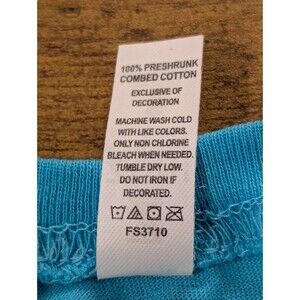 100% PRESHRUNK
COMBED COTTON
EXCLUSIVE OF
DECORATION
MACHINE WASH COLD
WITH LIKE COLORS.
ONLY NON CHLORINE
BLEACH WHEN NEEDED.
TUMBLE DRY LOW.
DO NOT IRON IF
DECORATED.
FS3710